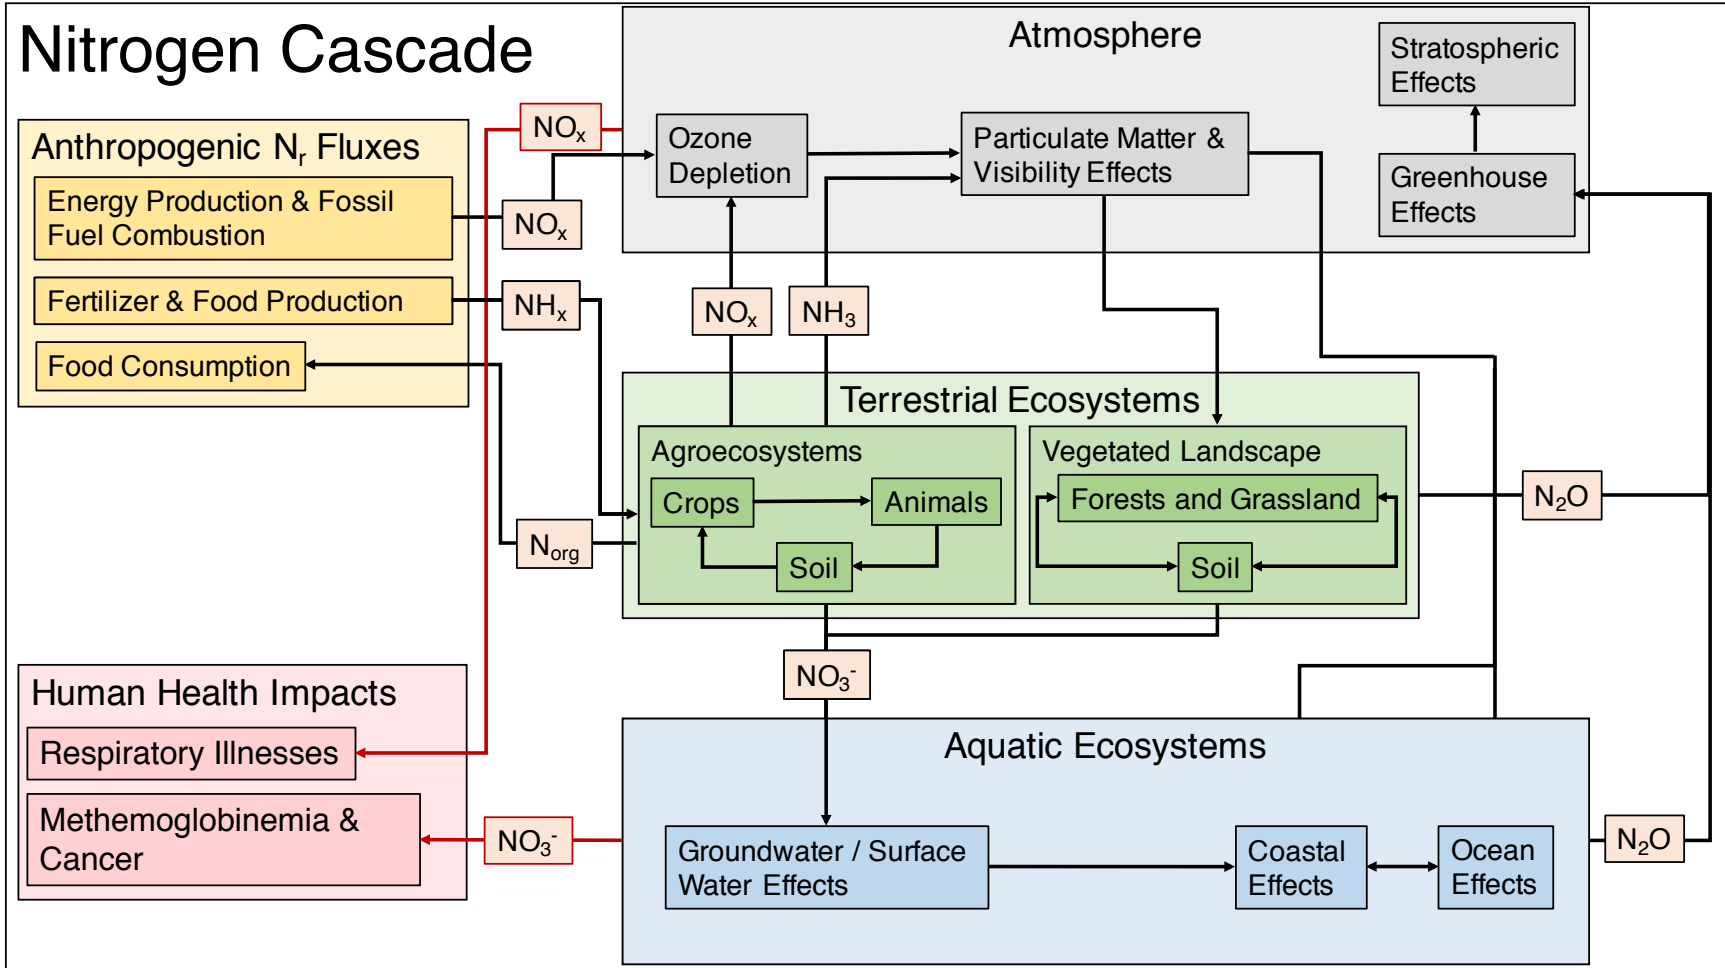 Nitrogen Cascade
Atmosphere
Stratospheric
Effects
NOₓ
Ozone
Depletion
Particulate Matter &
Visibility Effects
Greenhouse
Effects
Anthropogenic Nᵣ Fluxes
Energy Production & Fossil
Fuel Combustion
NOₓ
Fertilizer & Food Production
NHₓ
NOₓ
NH₃
Food Consumption
Terrestrial Ecosystems
Agroecosystems
Crops
Animals
Soil
Vegetated Landscape
Forests and Grassland
Soil
N₂O
Norg
NO₃⁻
Human Health Impacts
Respiratory Illnesses
Methemoglobinemia &
Cancer
NO₃⁻
Aquatic Ecosystems
Groundwater / Surface
Water Effects
Coastal
Effects
Ocean
Effects
N₂O